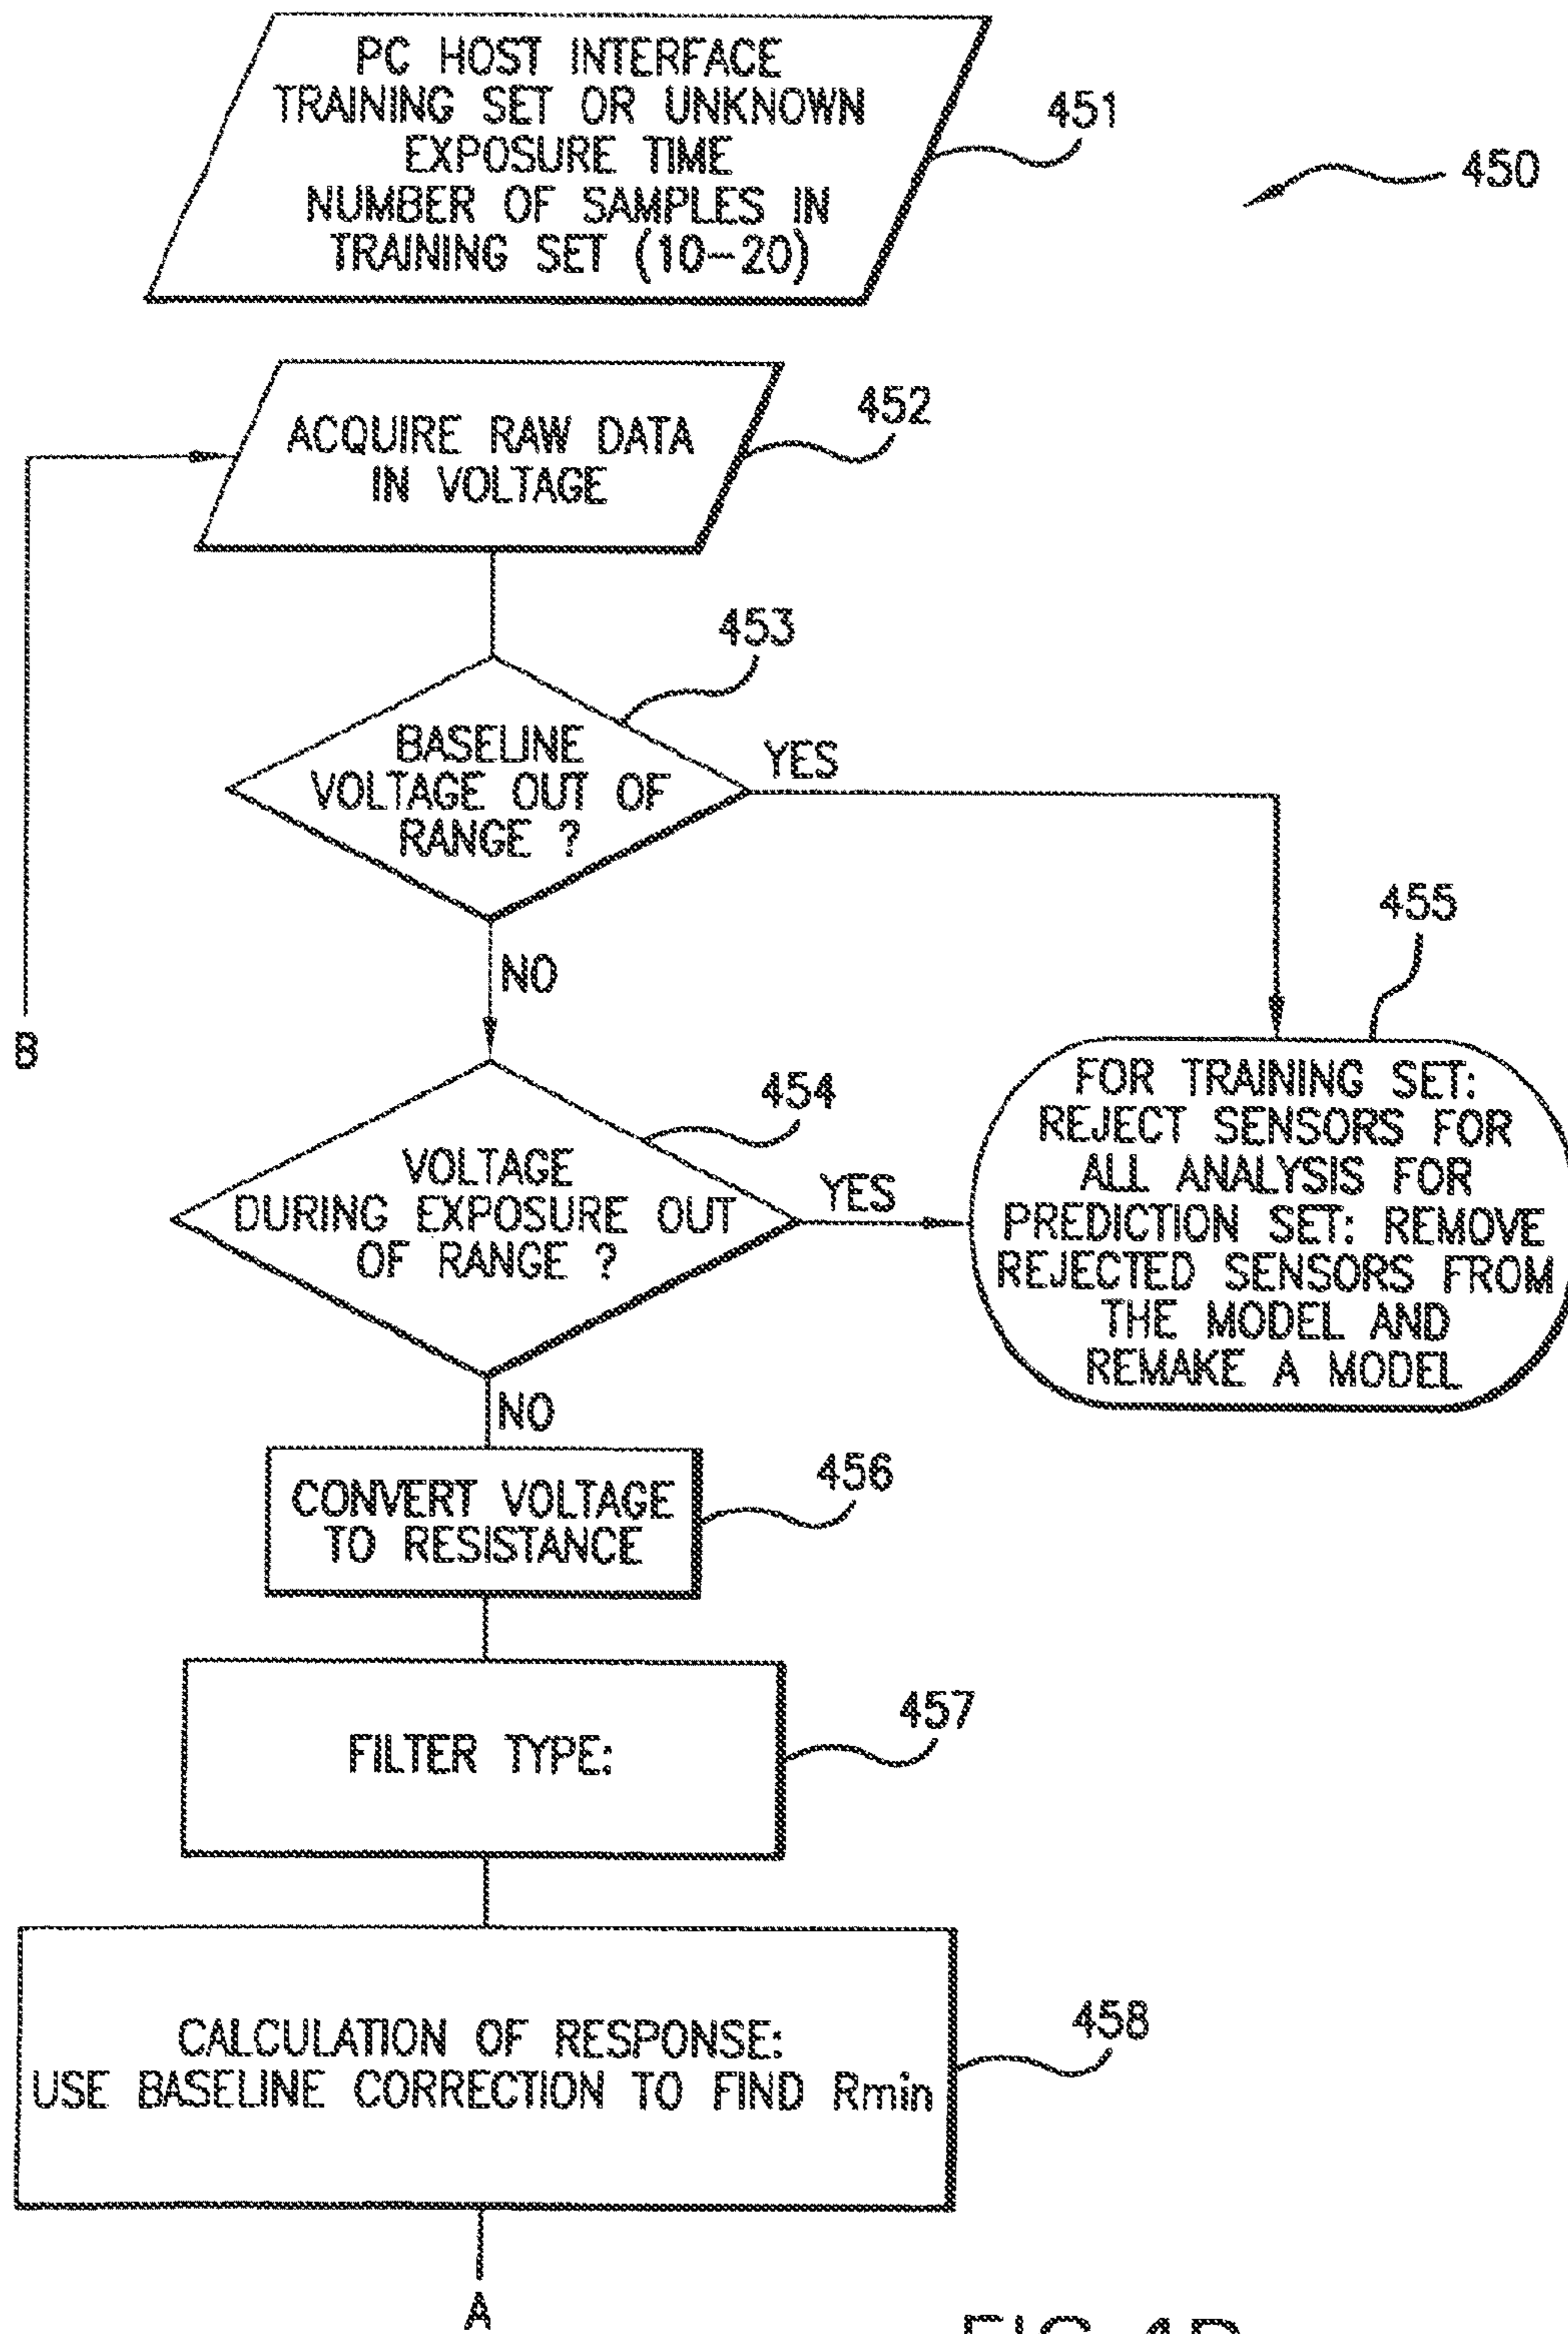 PC HOST INTERFACE
TRAINING SET OR UNKNOWN
EXPOSURE TIME
NUMBER OF SAMPLES IN
TRAINING SET (10-20)
451
450
ACQUIRE RAW DATA
IN VOLTAGE
452
453
BASELINE
VOLTAGE OUT OF
RANGE ?
YES
NO
B
455
FOR TRAINING SET:
REJECT SENSORS FOR
ALL ANALYSIS FOR
PREDICTION SET: REMOVE
REJECTED SENSORS FROM
THE MODEL AND
REMAKE A MODEL
454
VOLTAGE
DURING EXPOSURE OUT
OF RANGE ?
YES
NO
CONVERT VOLTAGE
TO RESISTANCE
456
FILTER TYPE:
457
CALCULATION OF RESPONSE:
USE BASELINE CORRECTION TO FIND Rmin
458
A